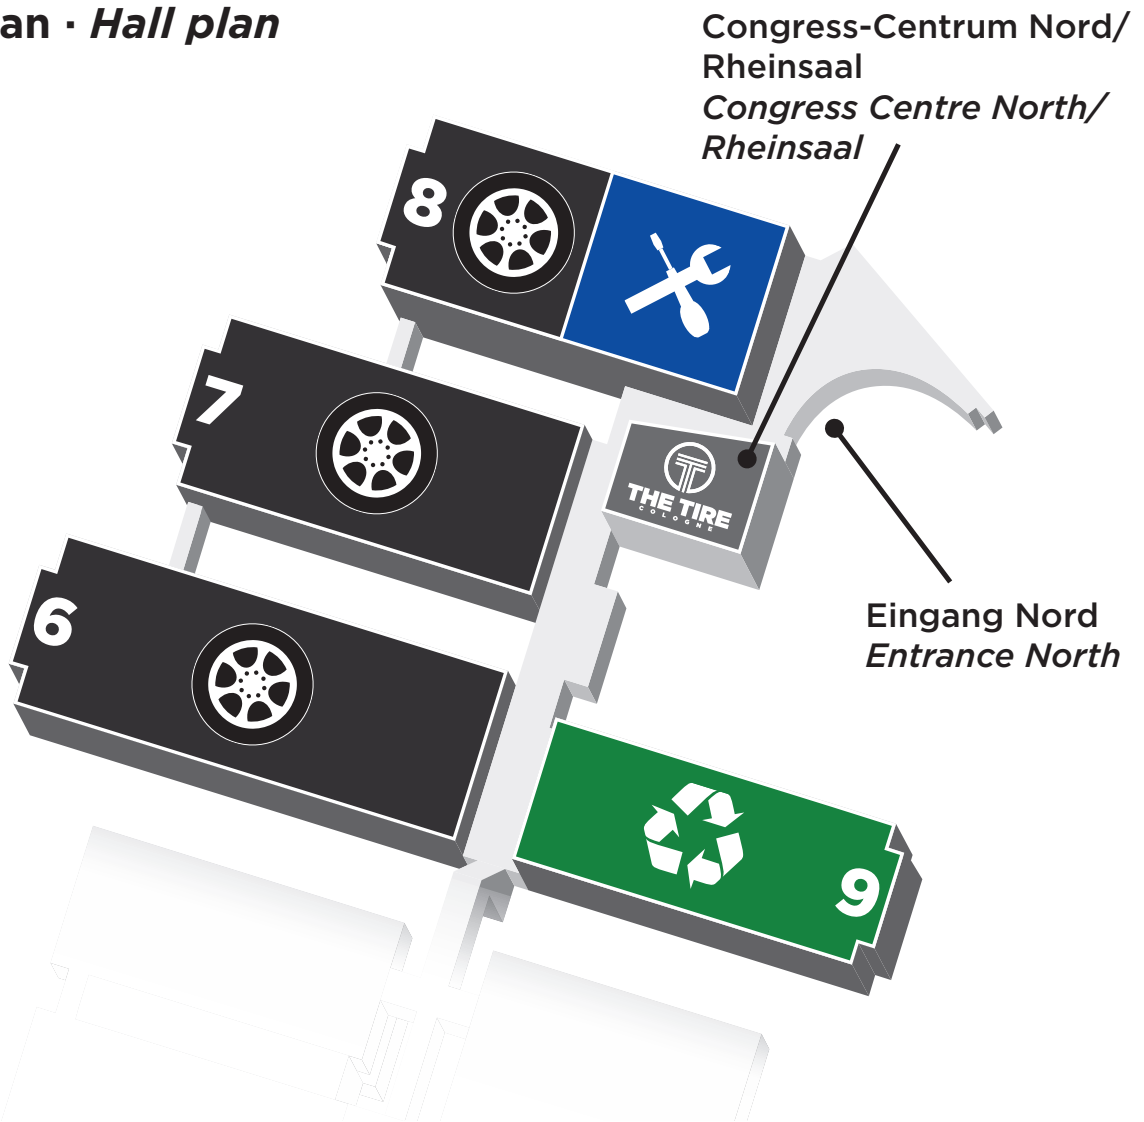 an · Hall plan
Congress-Centrum Nord/
Rheinsaal
Congress Centre North/
Rheinsaal
8
7
THE TIRE
COLOGNE
6
Eingang Nord
Entrance North
9